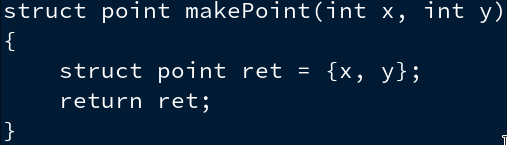 struct point makePoint(int x, int y)
{
    struct point ret = {x, y};
    return ret;
}